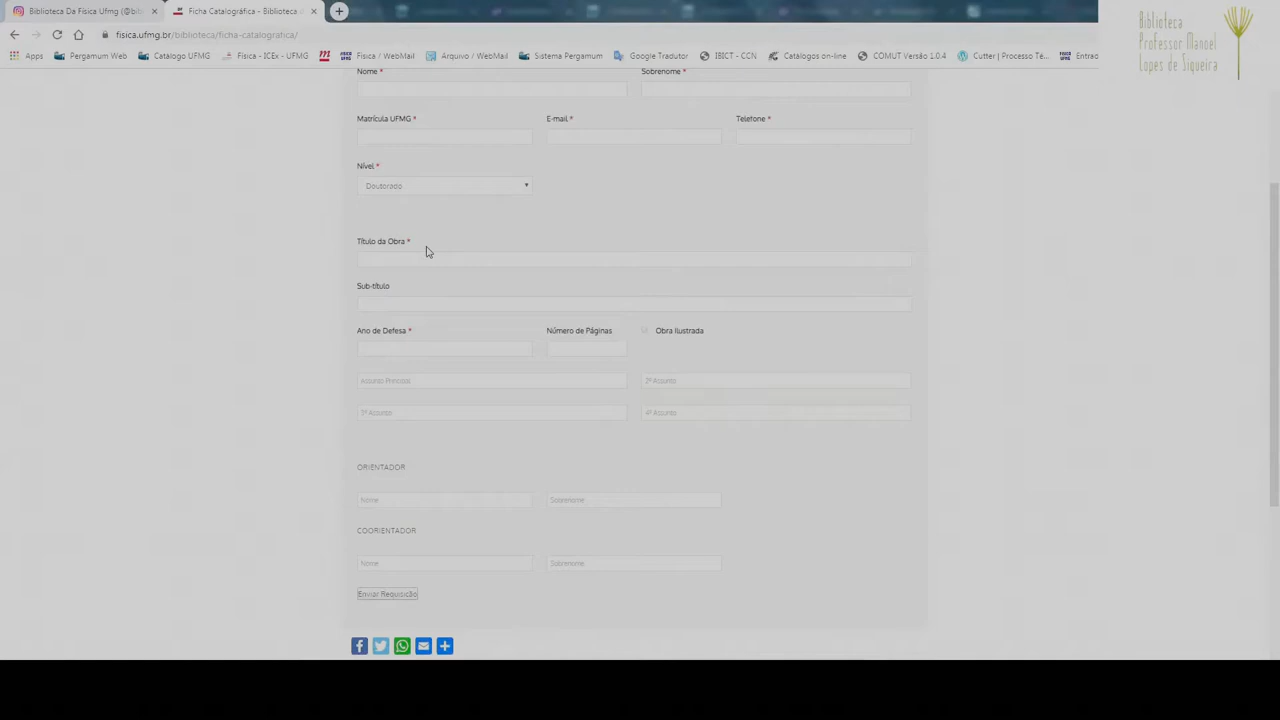 Biblioteca Da Física Ufmg (@bib
Ficha Catalográfica - Biblioteca d
fisica.ufmg.br/biblioteca/ficha-catalografica/
Apps Pergamum Web Catálogo UFMG Física - ICEx - UFMG Física / WebMail Arquivo / WebMail Sistema Pergamum Google Tradutor IBICT - CCN Catálogos on-line COMUT Versão 1.0.4 Cutter [ Processo Té... Entrad
Biblioteca
Professor Manoel
Lopes de Siqueira
Nome * Sobrenome *
Matrícula UFMG * E-mail * Telefone *
Nível *
Doutorado
Título da Obra *
Sub-título
Ano de Defesa * Número de Páginas Obra Ilustrada
Assunto Principal 2º Assunto
3º Assunto 4º Assunto
ORIENTADOR
Nome Sobrenome
COORIENTADOR
Nome Sobrenome
Enviar Requisição